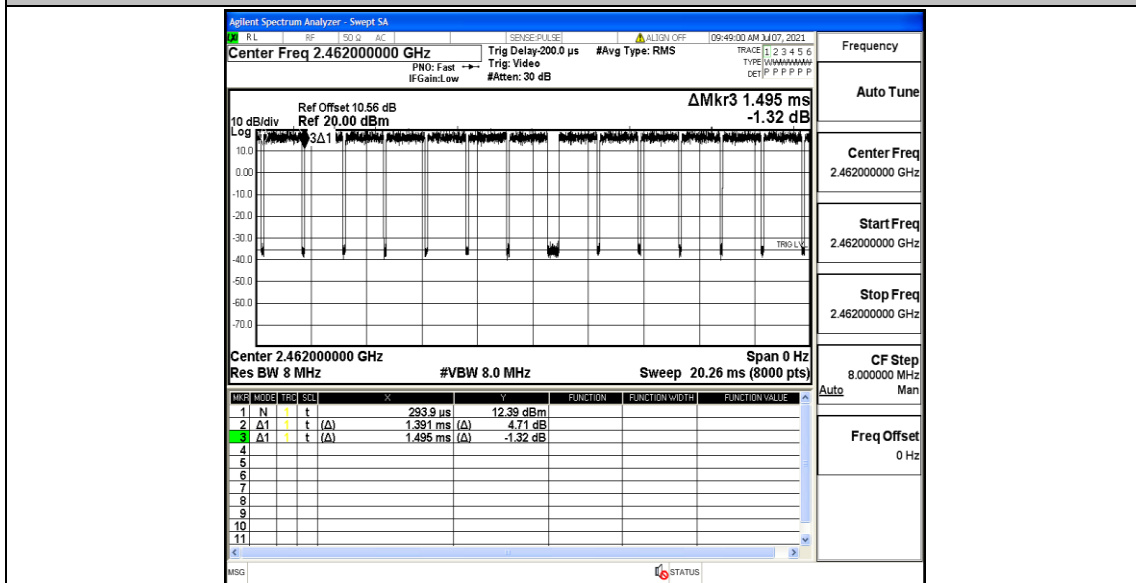 Agilent Spectrum Analyzer - Swept SA
RL RF 50 Ω AC SENSE:PULSE ALIGN OFF 09:49:00 AM Jul 07, 2021
Center Freq 2.462000000 GHz
PNO: Fast
IFGain:Low
Trig Delay-200.0 µs
Trig: Video
#Atten: 30 dB
#Avg Type: RMS
TRACE 1 2 3 4 5 6
TYPE WWWWWW
DET P P P P P P
ΔMkr3 1.495 ms
-1.32 dB
Ref Offset 10.56 dB
10 dB/div Ref 20.00 dBm
Log
3Δ1
10.0
0.00
-10.0
-20.0
-30.0
TRIG LVL
-40.0
-50.0
-60.0
-70.0
Center 2.462000000 GHz Span 0 Hz
Res BW 8 MHz #VBW 8.0 MHz Sweep 20.26 ms (8000 pts)
MKR MODE TRC SCL X Y FUNCTION FUNCTION WIDTH FUNCTION VALUE
1 N 1 t 293.9 µs 12.39 dBm
2 Δ1 1 t (Δ) 1.391 ms (Δ) 4.71 dB
3 Δ1 1 t (Δ) 1.495 ms (Δ) -1.32 dB
4
5
6
7
8
9
10
11
MSG STATUS
Frequency
Auto Tune
Center Freq
2.462000000 GHz
Start Freq
2.462000000 GHz
Stop Freq
2.462000000 GHz
CF Step
8.000000 MHz
Auto Man
Freq Offset
0 Hz